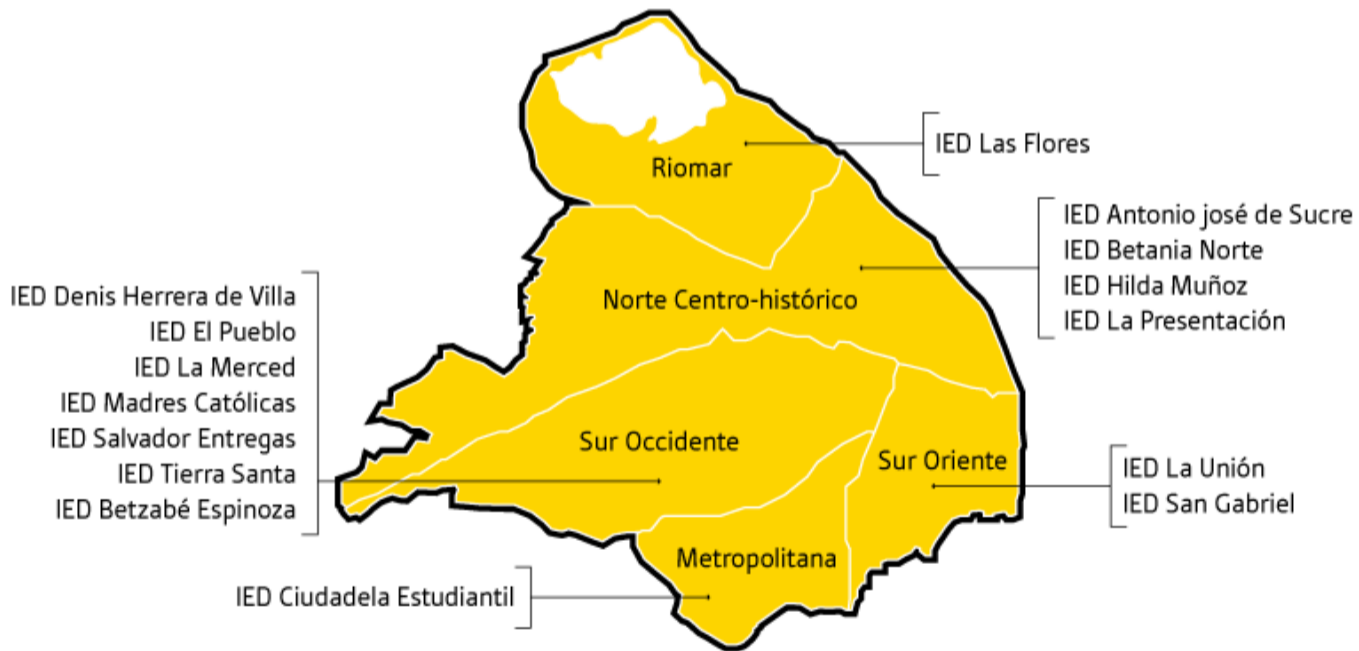 IED Las Flores
Riomar
IED Antonio josé de Sucre
IED Betania Norte
IED Hilda Muñoz
IED La Presentación
Norte Centro-histórico
IED Denis Herrera de Villa
IED El Pueblo
IED La Merced
IED Madres Católicas
IED Salvador Entregas
IED Tierra Santa
IED Betzabé Espinoza
Sur Occidente
Sur Oriente
IED La Unión
IED San Gabriel
Metropolitana
IED Ciudadela Estudiantil